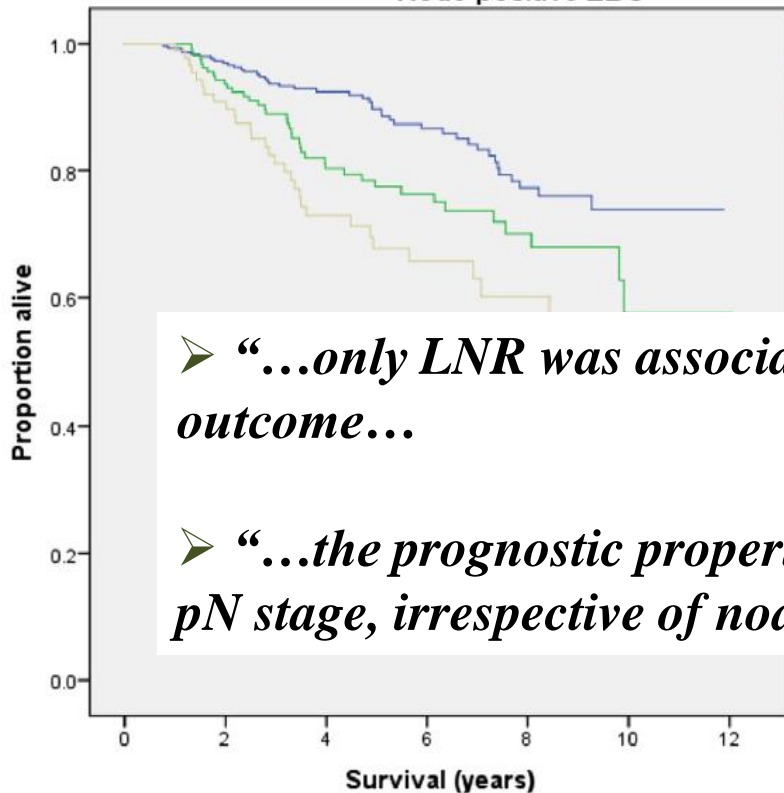 1.0
0.8
0.6
0.4
0.2
0.0
Proportion alive
➢ “…only LNR was associa
outcome…
➢ “…the prognostic proper
pN stage, irrespective of no
0 2 4 6 8 10 12
Survival (years)